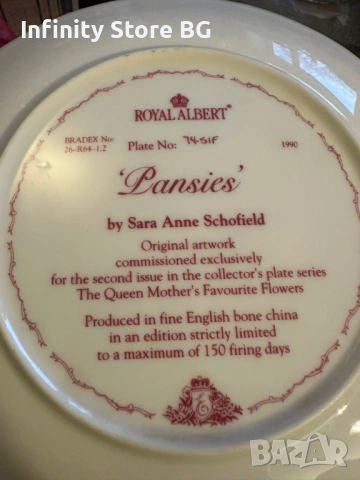 Infinity Store BG
ROYAL ALBERT®
BRADEX No:
26-R64-1.2
Plate No: 74-51F
1990
'Pansies'
by Sara Anne Schofield
Original artwork
commissioned exclusively
for the second issue in the collector's plate series
The Queen Mother's Favourite Flowers
Produced in fine English bone china
in an edition strictly limited
to a maximum of 150 firing days
BAZAR